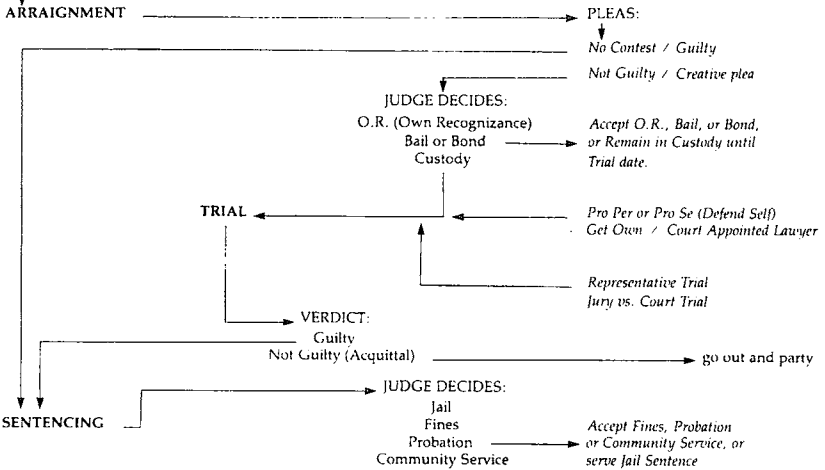 ARRAIGNMENT
PLEAS:
No Contest / Guilty
Not Guilty / Creative plea
JUDGE DECIDES:
O.R. (Own Recognizance)
Bail or Bond
Custody
Accept O.R., Bail, or Bond,
or Remain in Custody until
Trial date.
TRIAL
Pro Per or Pro Se (Defend Self)
Get Own / Court Appointed Lawyer
Representative Trial
Jury vs. Court Trial
VERDICT:
Guilty
Not Guilty (Acquittal)
go out and party
SENTENCING
JUDGE DECIDES:
Jail
Fines
Probation
Community Service
Accept Fines, Probation
or Community Service, or
serve Jail Sentence